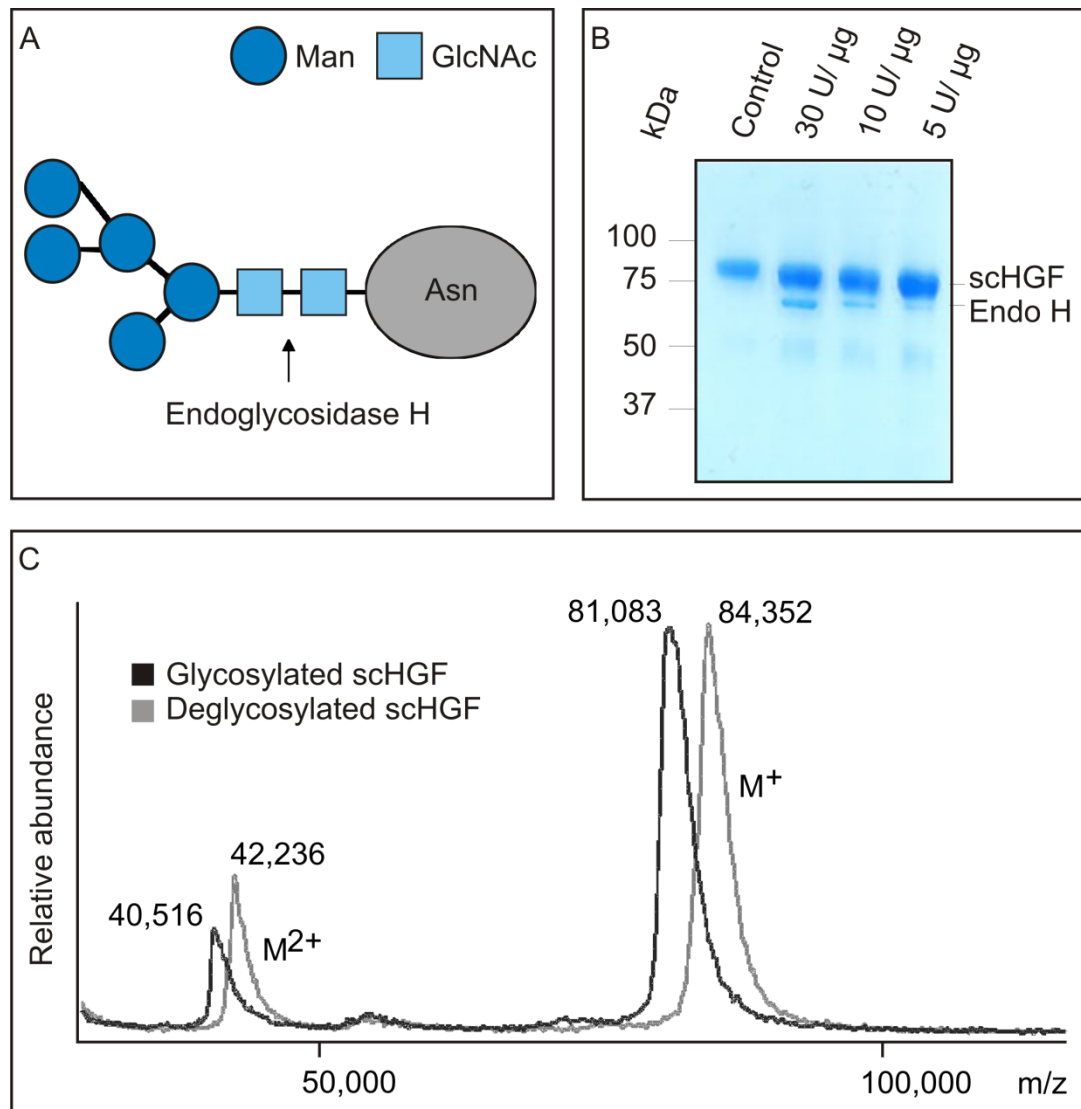 A
Man GlcNAc
Asn
Endoglycosidase H
B
kDa
Control
30 U/ µg
10 U/ µg
5 U/ µg
100
75
50
37
scHGF
Endo H
C
81,083 84,352
Glycosylated scHGF
Deglycosylated scHGF
M+
42,236
40,516
M2+
Relative abundance
50,000 100,000 m/z